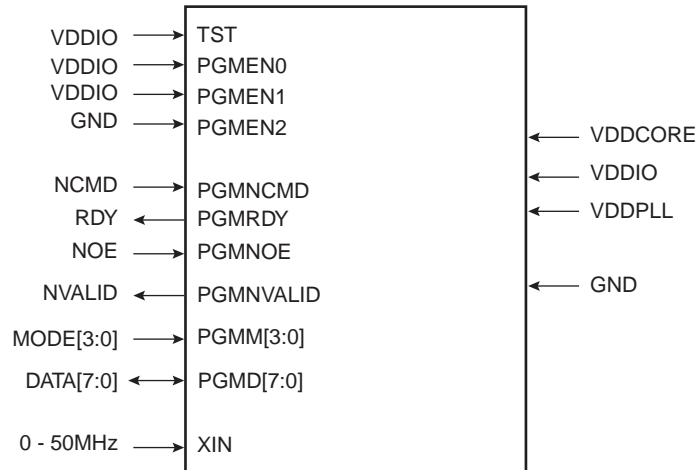 VDDIO TST
VDDIO PGMEN0
VDDIO PGMEN1
GND PGMEN2
VDDCORE
VDDIO
VDDPLL
GND
NCMD PGMNCMD
RDY PGMRDY
NOE PGMNOE
NVALID PGMNVALID
MODE[3:0] PGMM[3:0]
DATA[7:0] PGMD[7:0]
0 - 50MHz XIN